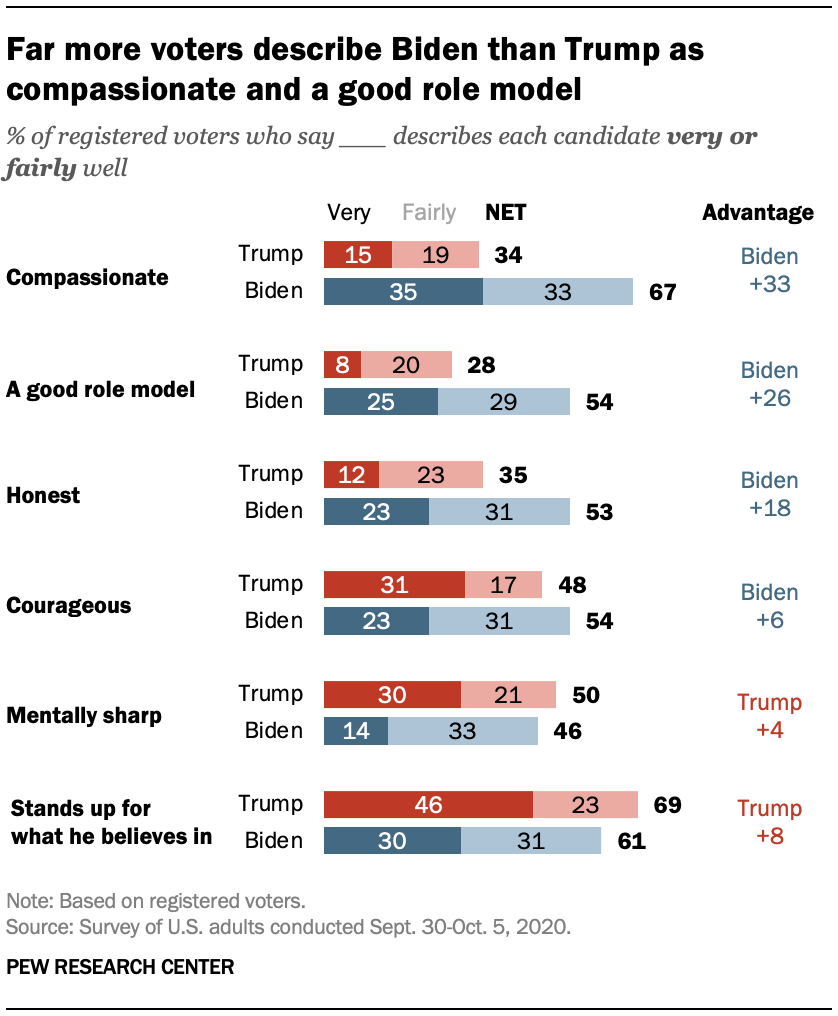 Far more voters describe Biden than Trump as
compassionate and a good role model
% of registered voters who say ___ describes each candidate very or
fairly well
Very Fairly NET Advantage
Compassionate
Trump 15 19 34
Biden 35 33 67
Biden
+33
A good role model
Trump 8 20 28
Biden 25 29 54
Biden
+26
Honest
Trump 12 23 35
Biden 23 31 53
Biden
+18
Courageous
Trump 31 17 48
Biden 23 31 54
Biden
+6
Mentally sharp
Trump 30 21 50
Biden 14 33 46
Trump
+4
Stands up for
what he believes in
Trump 46 23 69
Biden 30 31 61
Trump
+8
Note: Based on registered voters.
Source: Survey of U.S. adults conducted Sept. 30-Oct. 5, 2020.
PEW RESEARCH CENTER